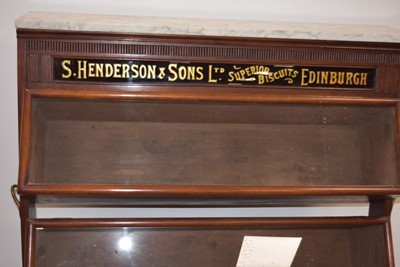 S. HENDERSON & SONS LTD SUPERIOR BISCUITS EDINBURGH